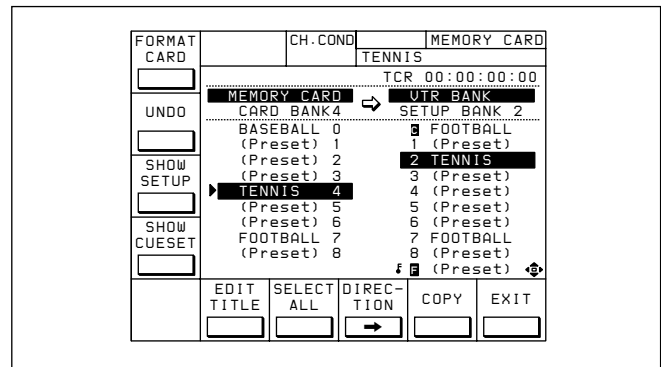 FORMAT CARD
CH.COND
MEMORY CARD
TENNIS
TCR 00:00:00:00
UNDO
SHOW SETUP
SHOW CUESET
MEMORY CARD
CARD BANK4
VTR BANK
SETUP BANK 2
BASEBALL 0
(Preset) 1
(Preset) 2
(Preset) 3
TENNIS 4
(Preset) 5
(Preset) 6
FOOTBALL 7
(Preset) 8
C FOOTBALL
1 (Preset)
2 TENNIS
3 (Preset)
4 (Preset)
5 (Preset)
6 (Preset)
7 FOOTBALL
8 (Preset)
F (Preset)
EDIT TITLE
SELECT ALL
DIREC-
TION
COPY
EXIT